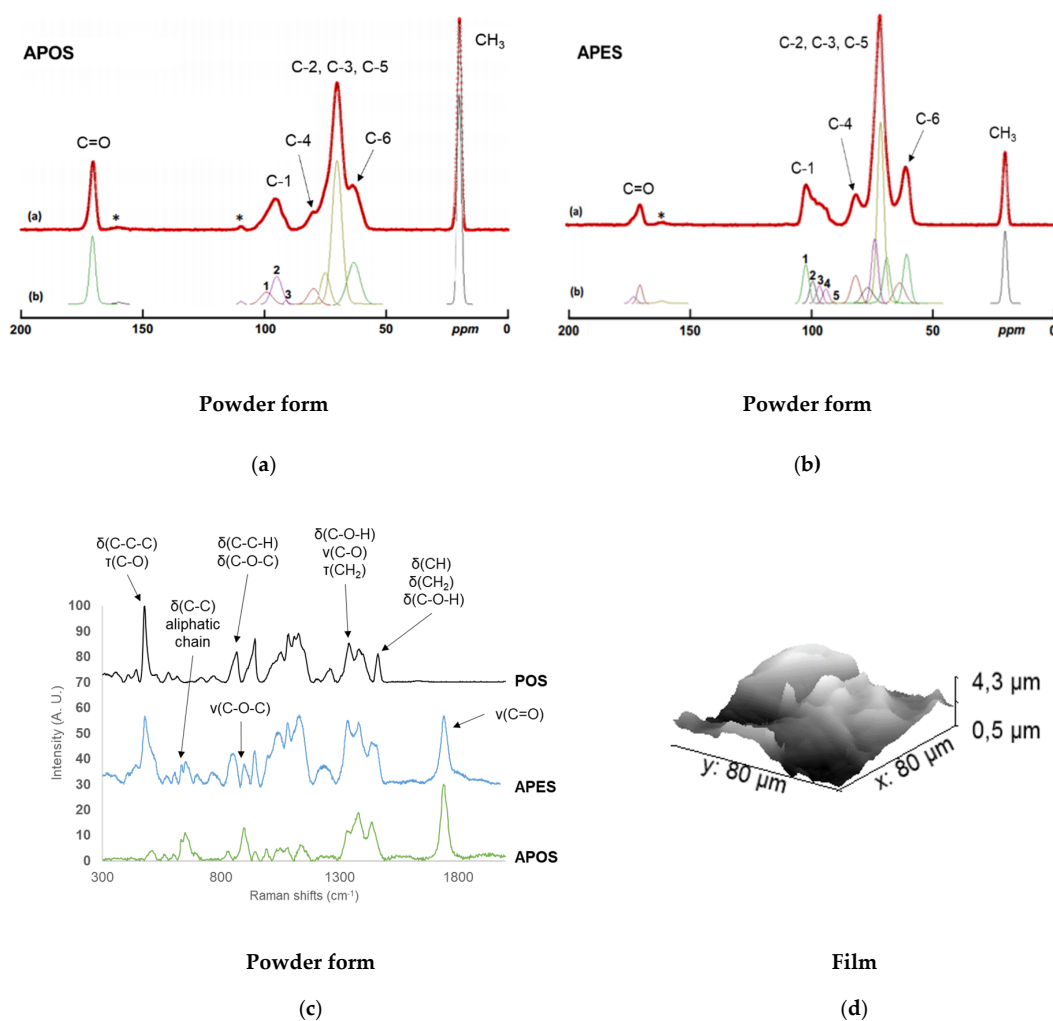 APOS
CH3
C-2, C-3, C-5
C=O
C-4
C-6
C-1
*
*
(a)
(b)
1
2
3
200
150
100
50
ppm
0
Powder form
(a)
APES
C-2, C-3, C-5
C-4
C-6
CH3
C-1
C=O
*
(a)
(b)
1
2
3
4
5
200
150
100
50
ppm
0
Powder form
(b)
δ(C-C-C)
τ(C-O)
δ(C-C)
aliphatic
chain
δ(C-C-H)
δ(C-O-C)
δ(C-O-H)
ν(C-O)
τ(CH2)
δ(CH)
δ(CH2)
δ(C-O-H)
ν(C-O-C)
ν(C=O)
POS
APES
APOS
Intensity (A. U.)
100
90
80
70
60
50
40
30
20
10
0
300
800
1300
1800
Raman shifts (cm-1)
Powder form
(c)
4,3 µm
0,5 µm
y: 80 µm
x: 80 µm
Film
(d)